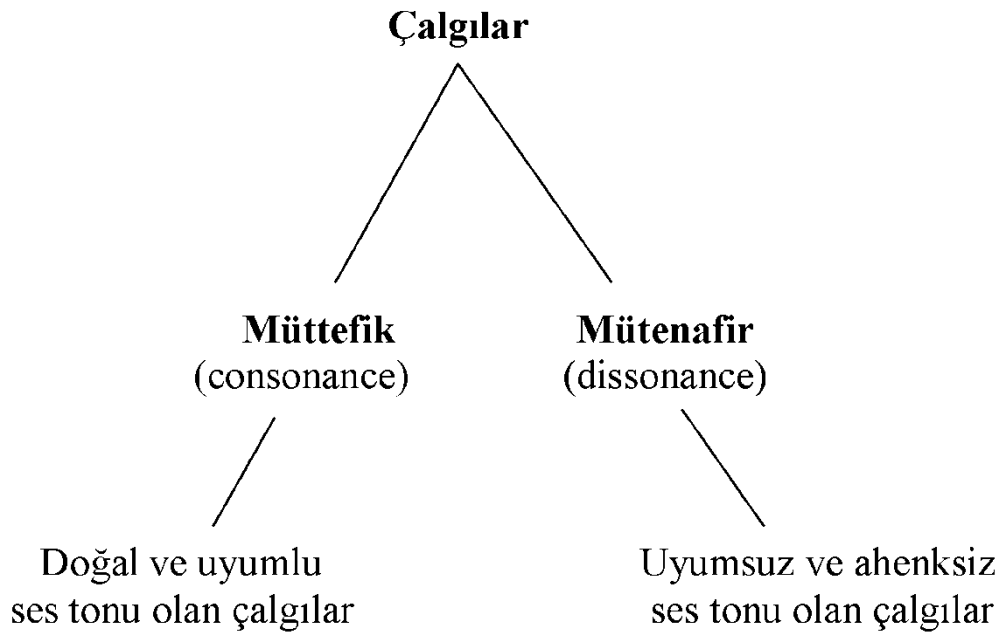 Çalgılar
Müttefik
(consonance)
Mütenafir
(dissonance)
Doğal ve uyumlu
ses tonu olan çalgılar
Uyumsuz ve ahenksiz
ses tonu olan çalgılar